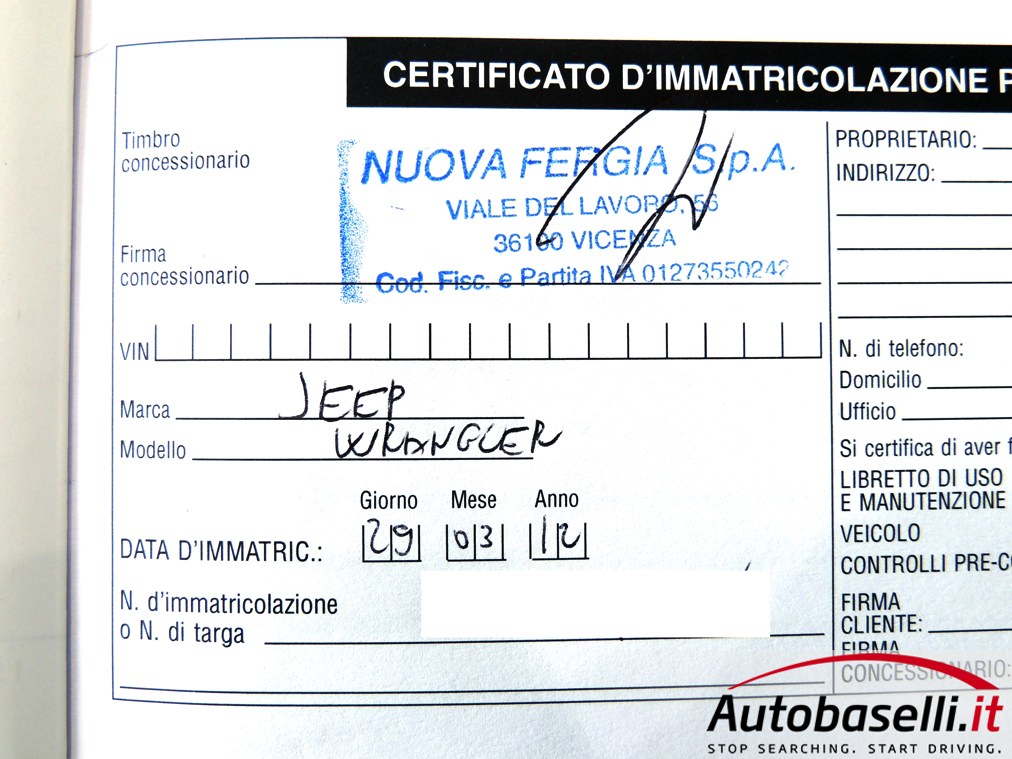 CERTIFICATO D'IMMATRICOLAZIONE P
Timbro
concessionario
NUOVA FERGIA S.p.A.
VIALE DEL LAVORO, 56
36100 VICENZA
Cod. Fisc. e Partita IVA 01273550242
Firma
concessionario
VIN
Marca JEEP
Modello WRANGLER
Giorno Mese Anno
DATA D'IMMATRIC.: 29 03 12
N. d'immatricolazione
o N. di targa
PROPRIETARIO:
INDIRIZZO:
N. di telefono:
Domicilio
Ufficio
Si certifica di aver f
LIBRETTO DI USO
E MANUTENZIONE
VEICOLO
CONTROLLI PRE-CO
FIRMA
CLIENTE:
FIRMA
CONCESSIONARIO:
Autobaselli.it
STOP SEARCHING. START DRIVING.